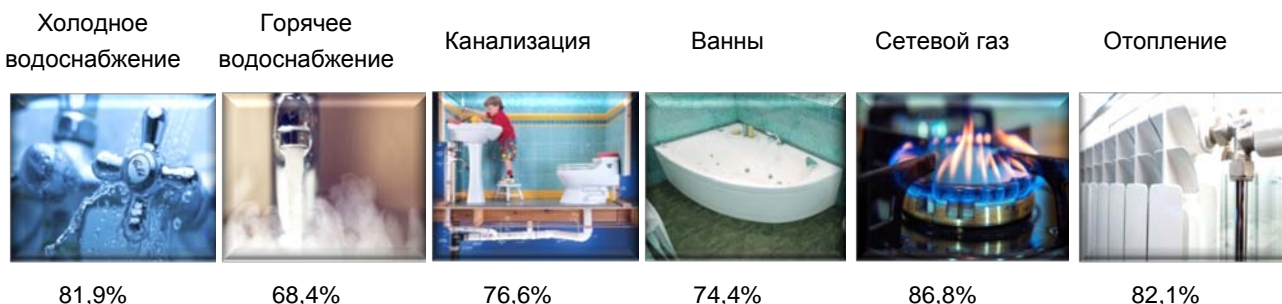 Холодное
водоснабжение
Горячее
водоснабжение
Канализация
Ванны
Сетевой газ
Отопление
81,9%
68,4%
76,6%
74,4%
86,8%
82,1%